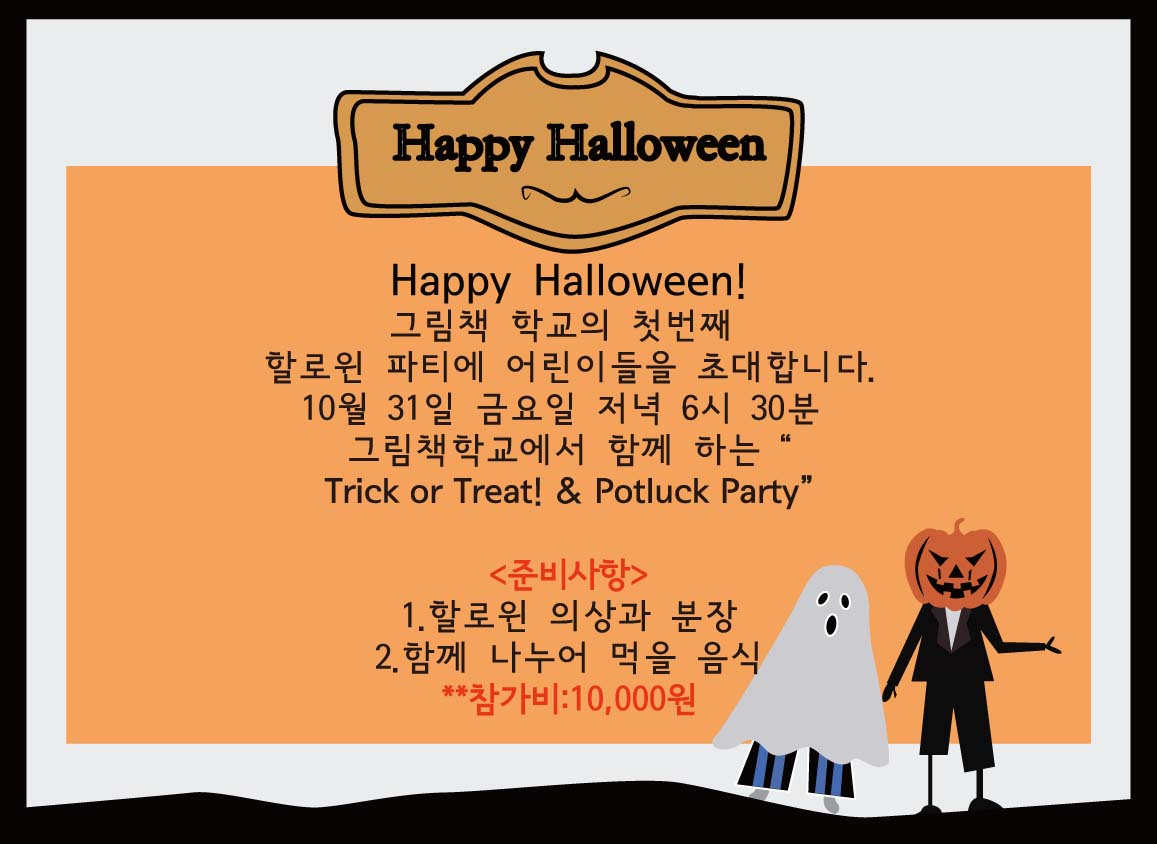 Happy Halloween
Happy Halloween!
그림책 학교의 첫번째
할로윈 파티에 어린이들을 초대합니다.
10월 31일 금요일 저녁 6시 30분
그림책학교에서 함께 하는 “
Trick or Treat! & Potluck Party”
<준비사항>
1.할로윈 의상과 분장
2.함께 나누어 먹을 음식
**참가비:10,000원